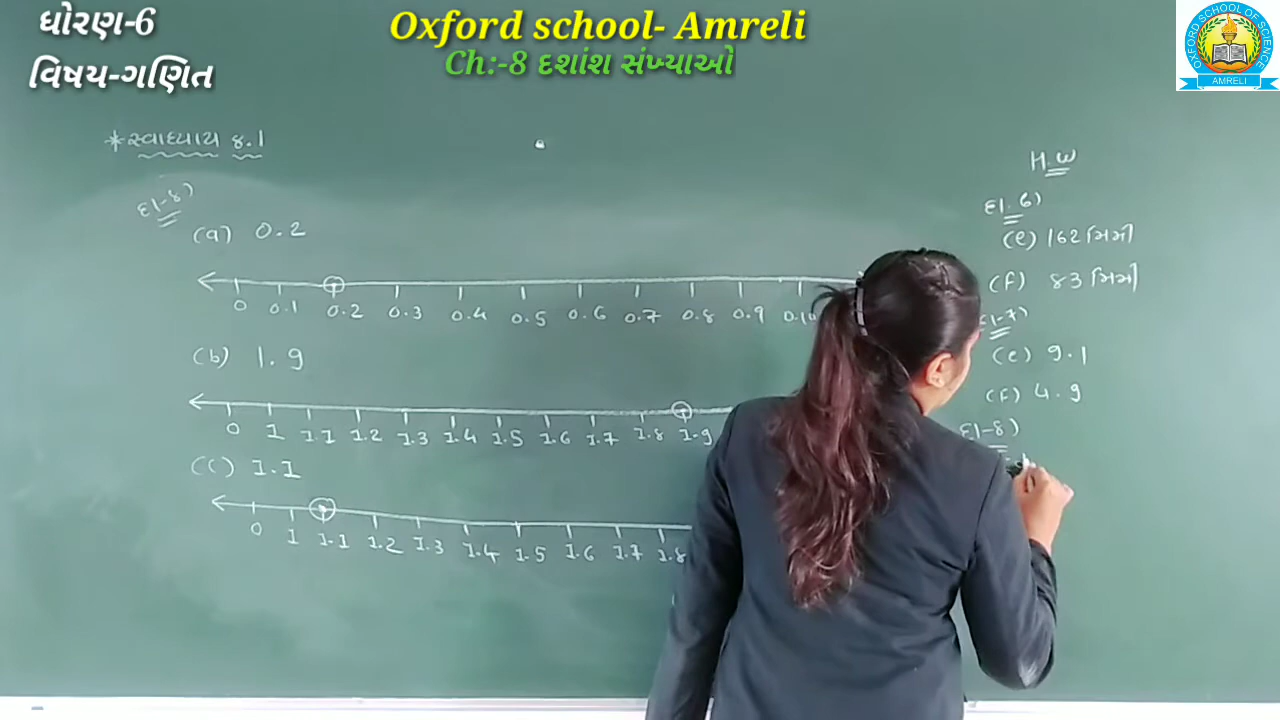 ધોરણ-6
વિષય-ગણિત
Oxford school- Amreli
Ch:-8 દશાંશ સંખ્યાઓ
OXFORD SCHOOL OF SCIENCE
AMRELI
*સ્વાધ્યાય 8.1
દા-8)
(a) 0.2
0 0.1 0.2 0.3 0.4 0.5 0.6 0.7 0.8 0.9 0.10
(b) 1.9
0 1 1.1 1.2 1.3 1.4 1.5 1.6 1.7 1.8 1.9
(c) 1.1
0 1 1.1 1.2 1.3 1.4 1.5 1.6 1.7 1.8
H.W
દા.6)
(e) 162 મિમી
(f) 83 મિમી
દા-7)
(e) 9.1
(f) 4.9
દા-8)